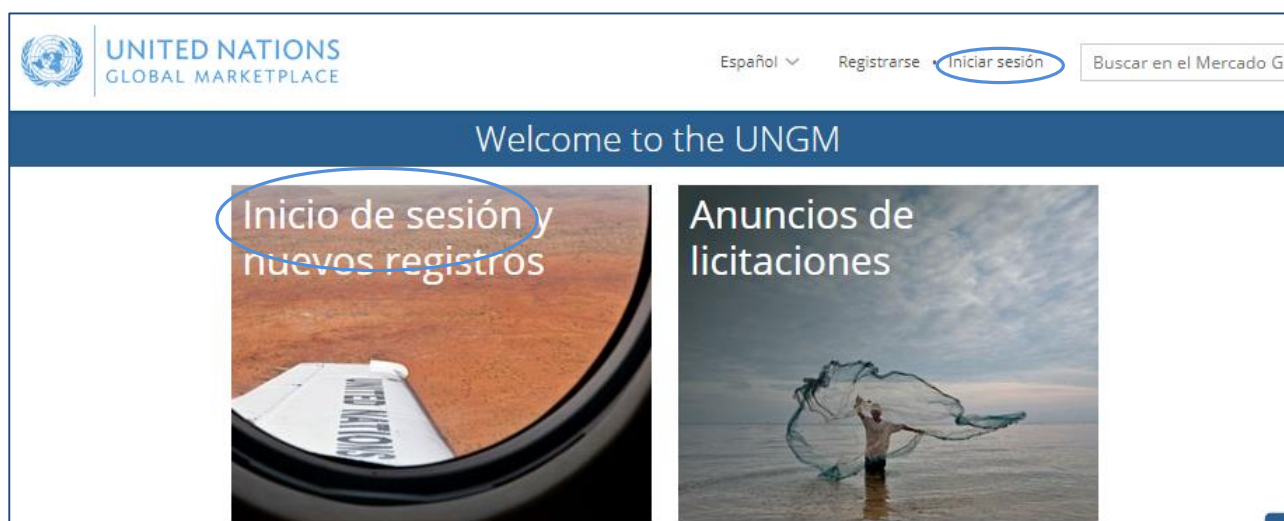 UNITED NATIONS
GLOBAL MARKETPLACE
Español
Registrarse • Iniciar sesión
Buscar en el Mercado G
Welcome to the UNGM
Inicio de sesión y
nuevos registros
Anuncios de
licitaciones
UNITED NATIONS